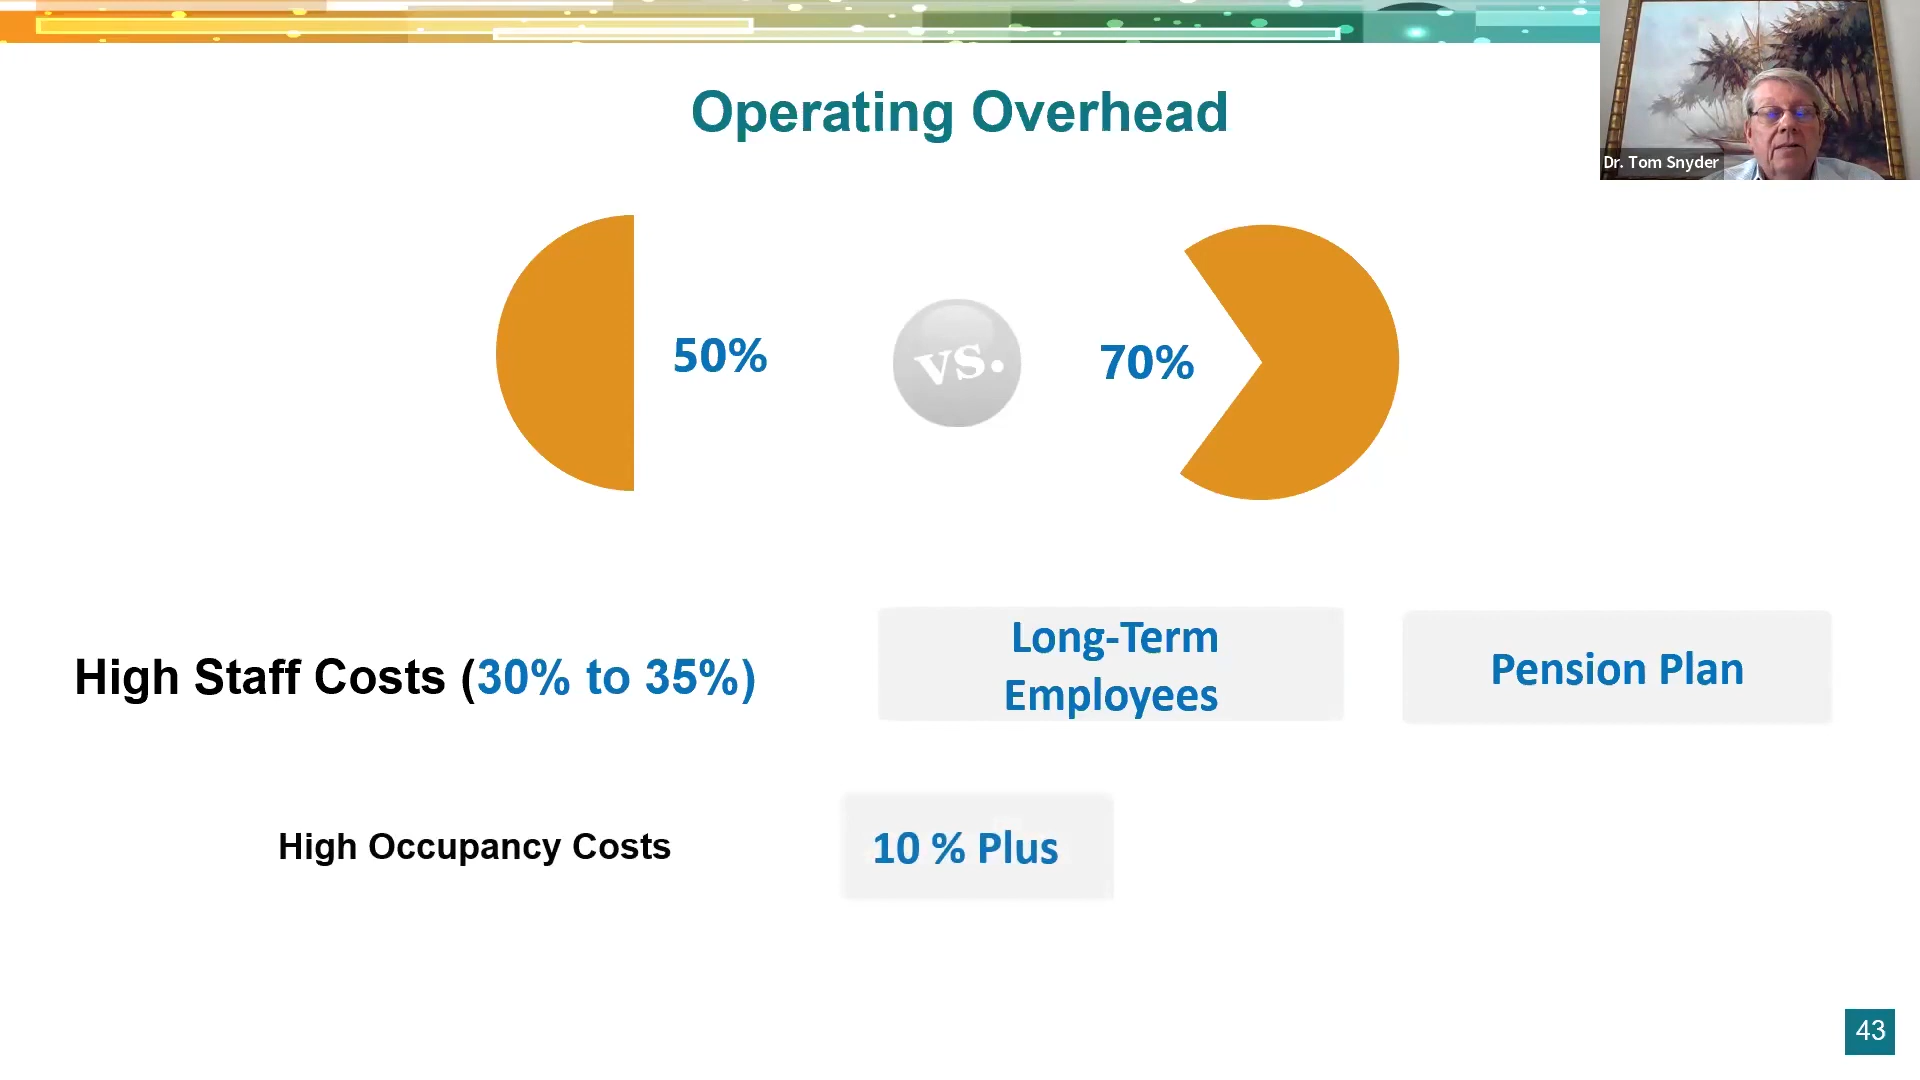 Operating Overhead
Dr. Tom Snyder
50%
vs.
70%
High Staff Costs (30% to 35%)
Long-Term
Employees
Pension Plan
High Occupancy Costs
10 % Plus
43